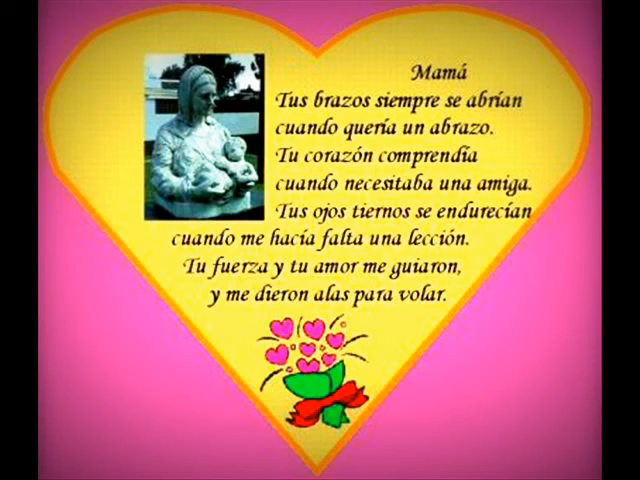 Mamá
Tus brazos siempre se abrían
cuando quería un abrazo.
Tu corazón comprendía
cuando necesitaba una amiga.
Tus ojos tiernos se endurecían
cuando me hacía falta una lección.
Tu fuerza y tu amor me guiaron,
y me dieron alas para volar.